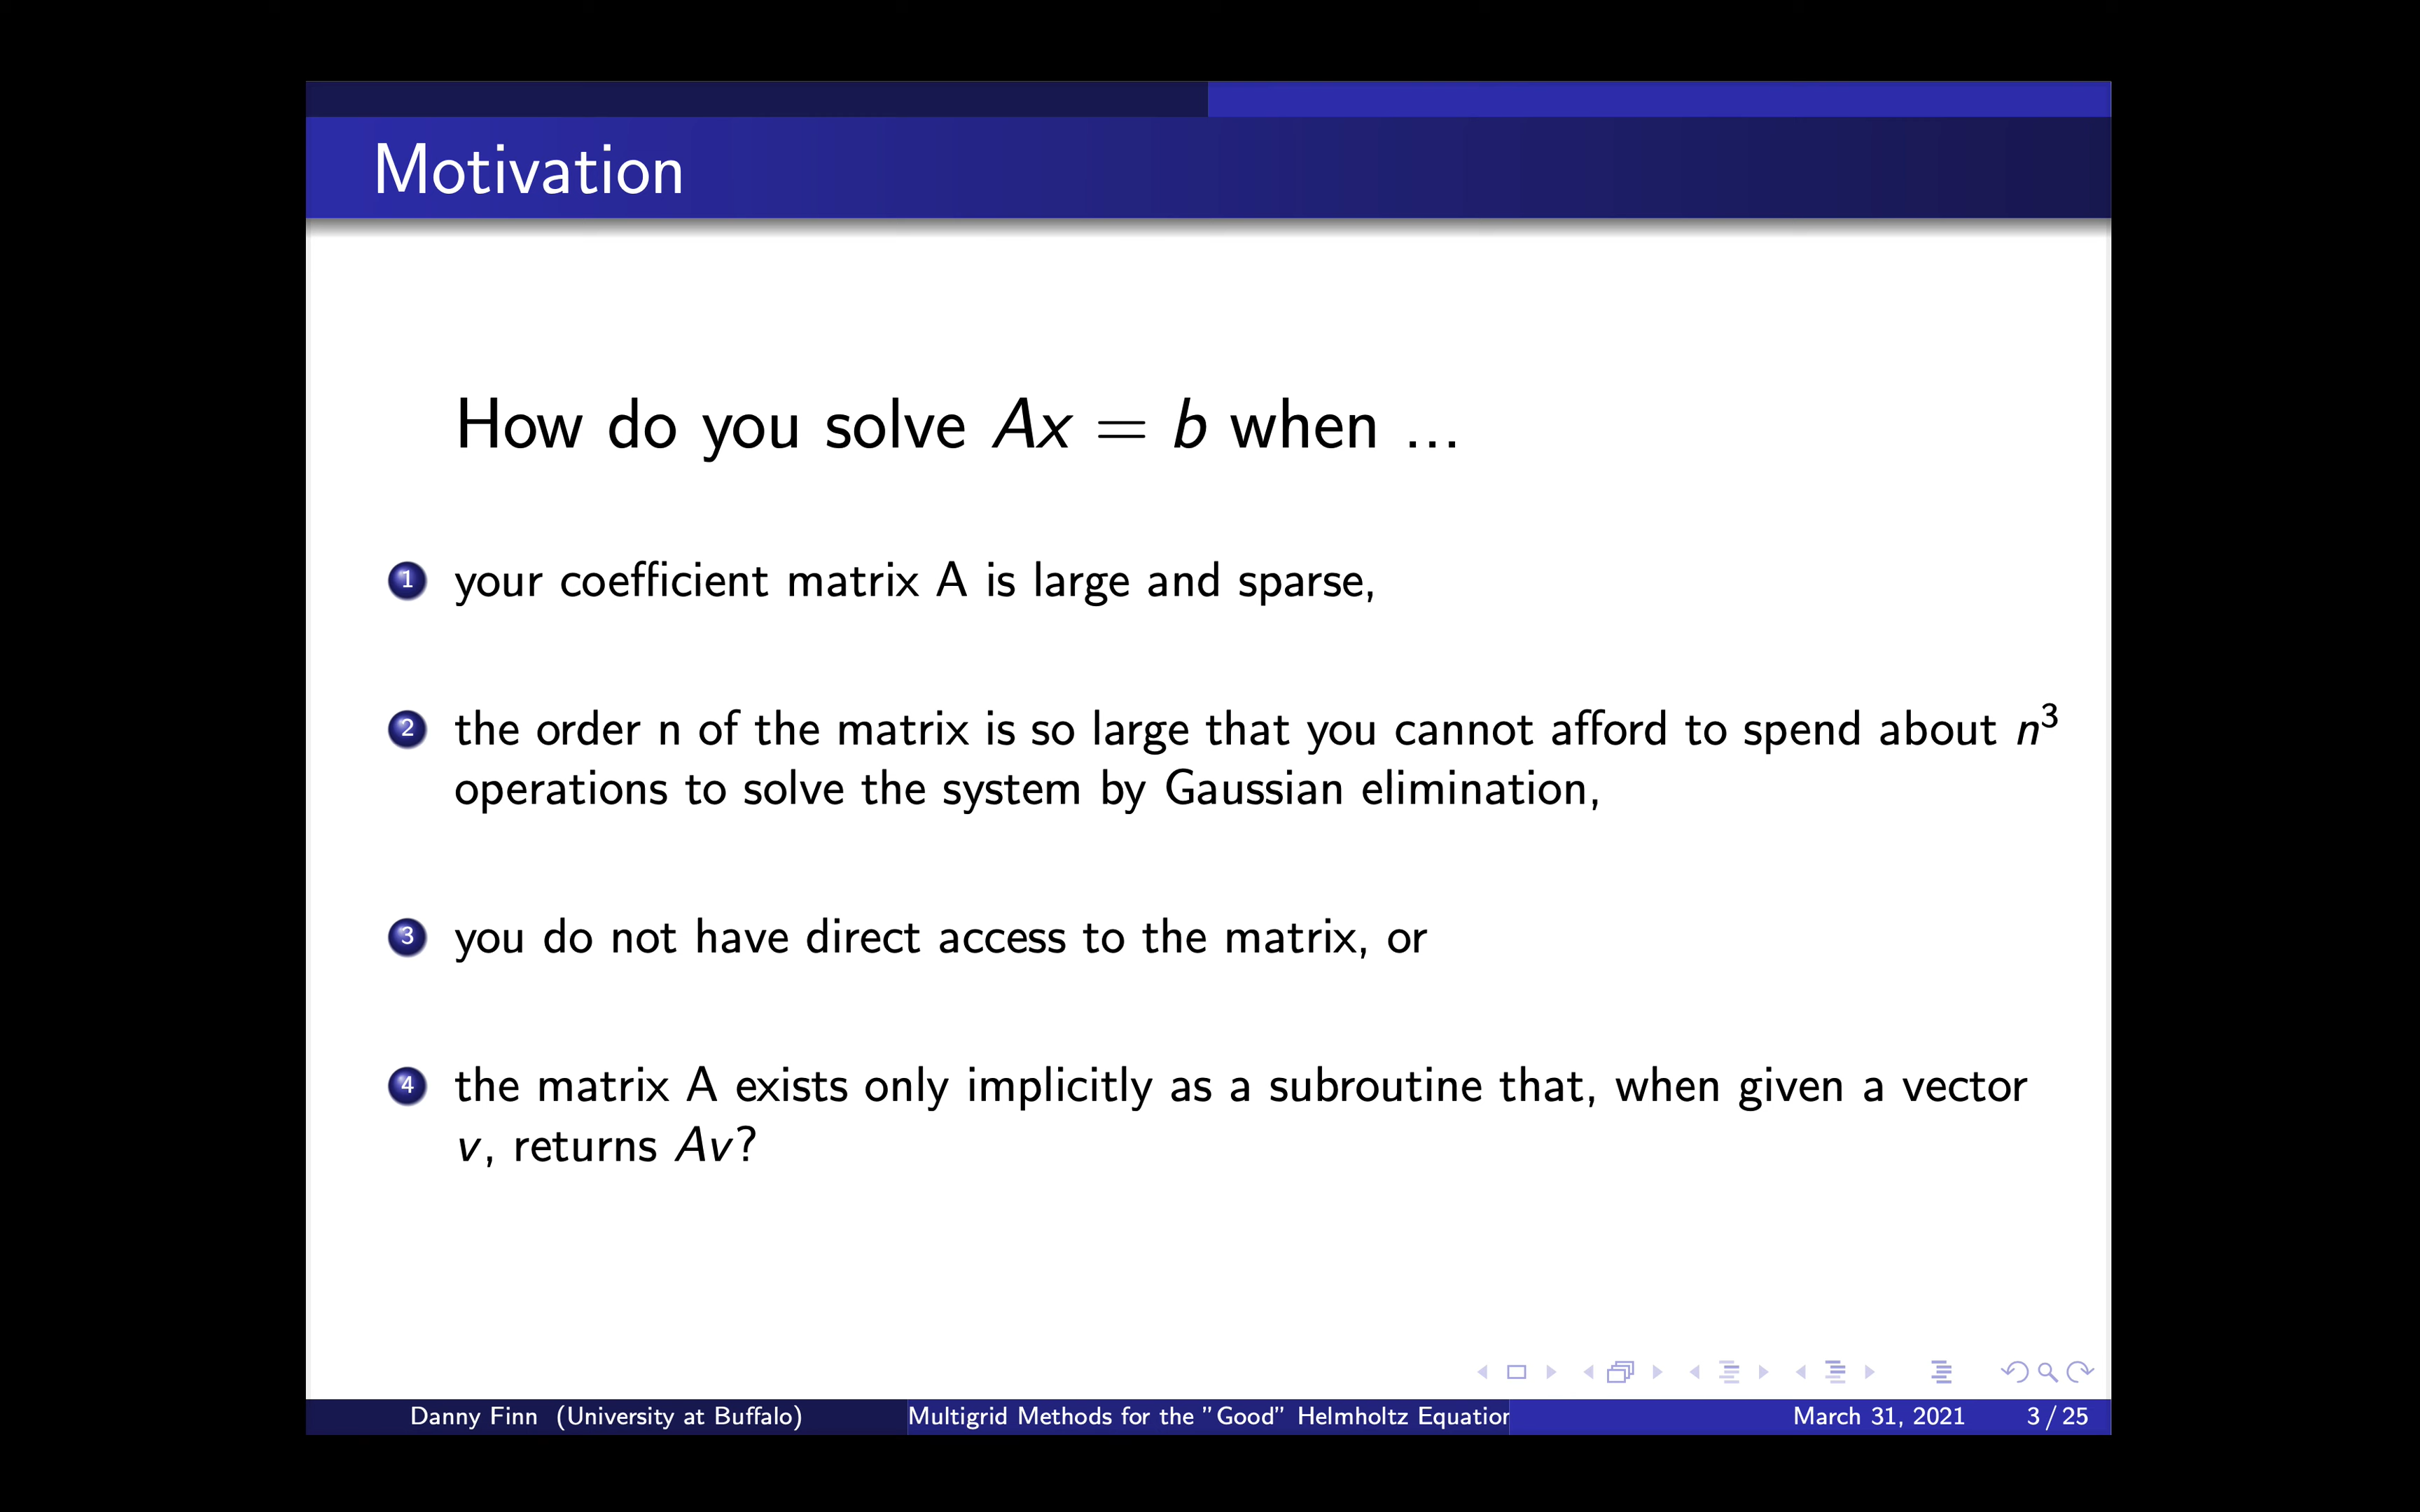 Motivation
How do you solve Ax = b when ...
1 your coefficient matrix A is large and sparse,
2 the order n of the matrix is so large that you cannot afford to spend about n³
operations to solve the system by Gaussian elimination,
3 you do not have direct access to the matrix, or
4 the matrix A exists only implicitly as a subroutine that, when given a vector
v, returns Av?
Danny Finn (University at Buffalo) Multigrid Methods for the ”Good” Helmholtz Equation March 31, 2021 3 / 25